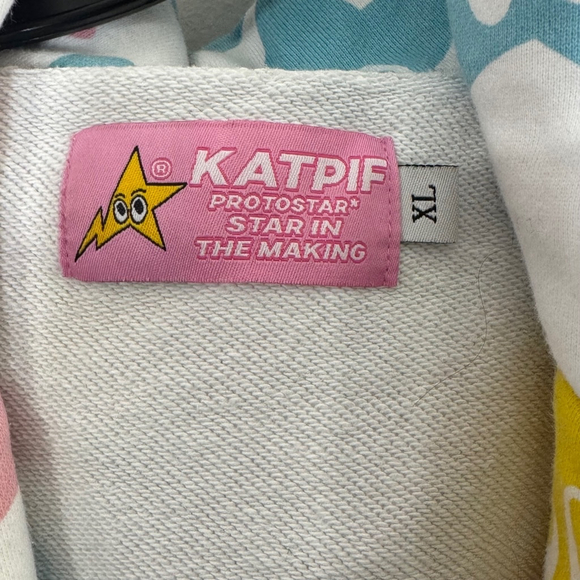 ® KATPIF
PROTOSTAR*
STAR IN
THE MAKING
XL